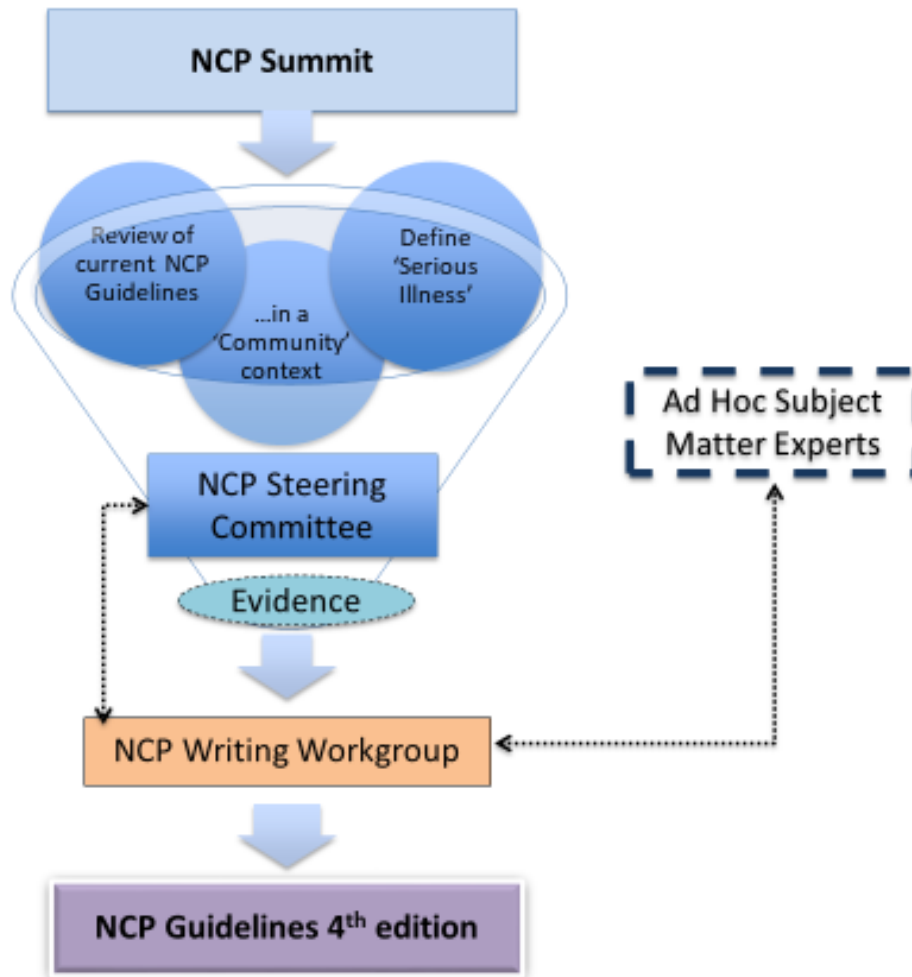 NCP Summit
Review of
current NCP
Guidelines
...in a
‘Community’
context
Define
‘Serious
Illness’
Ad Hoc Subject
Matter Experts
NCP Steering
Committee
Evidence
NCP Writing Workgroup
NCP Guidelines 4th edition